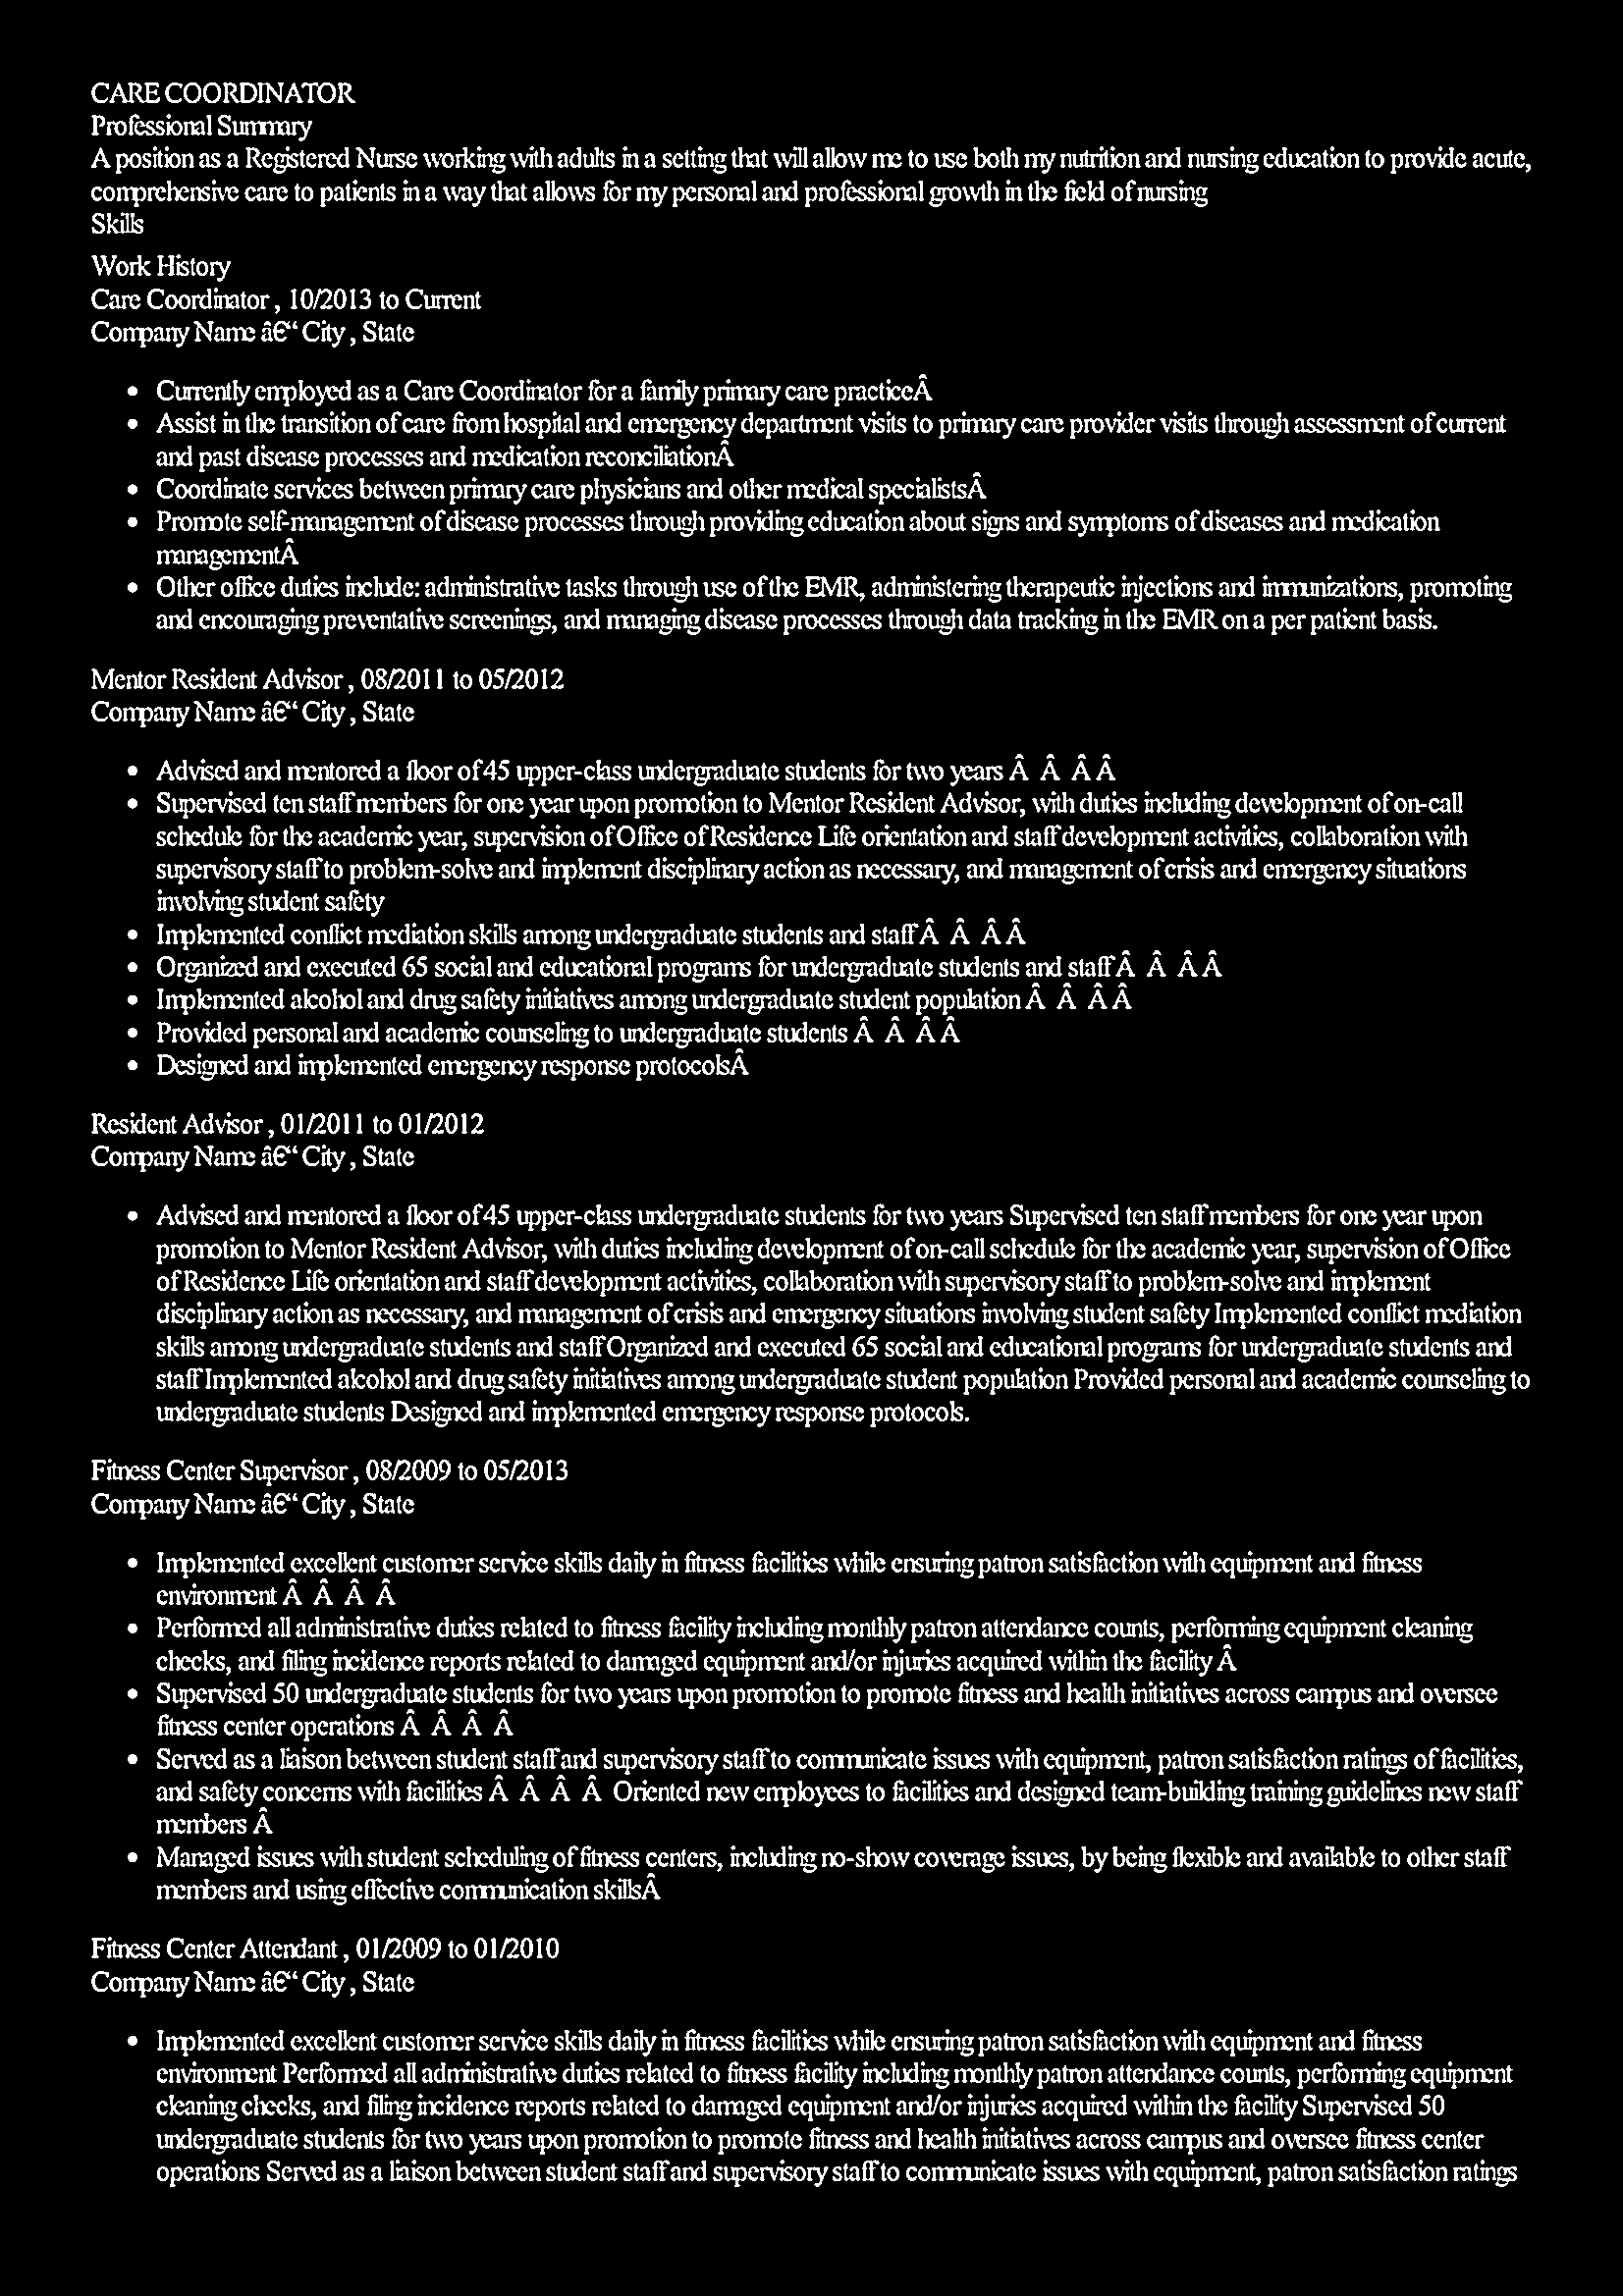 CARE COORDINATOR
Professional Summary
A position as a Registered Nurse working with adults in a setting that will allow me to use both my nutrition and nursing education to provide acute,
comprehensive care to patients in a way that allows for my personal and professional growth in the field of nursing
Skills
Work History
Care Coordinator , 10/2013 to Current
Company Name â€“ City , State
• Currently employed as a Care Coordinator for a family primary care practiceÂ
• Assist in the transition of care from hospital and emergency department visits to primary care provider visits through assessment of current
and past disease processes and medication reconciliationÂ
• Coordinate services between primary care physicians and other medical specialistsÂ
• Promote self-management of disease processes through providing education about signs and symptoms of diseases and medication
managementÂ
• Other office duties include: administrative tasks through use of the EMR, administering therapeutic injections and immunizations, promoting
and encouraging preventative screenings, and managing disease processes through data tracking in the EMR on a per patient basis.
Mentor Resident Advisor , 08/2011 to 05/2012
Company Name â€“ City , State
• Advised and mentored a floor of 45 upper-class undergraduate students for two years Â Â Â Â
• Supervised ten staff members for one year upon promotion to Mentor Resident Advisor, with duties including development of on-call
schedule for the academic year, supervision of Office of Residence Life orientation and staff development activities, collaboration with
supervisory staff to problem-solve and implement disciplinary action as necessary, and management of crisis and emergency situations
involving student safety
• Implemented conflict mediation skills among undergraduate students and staff Â Â Â Â
• Organized and executed 65 social and educational programs for undergraduate students and staff Â Â Â Â
• Implemented alcohol and drug safety initiatives among undergraduate student population Â Â Â Â
• Provided personal and academic counseling to undergraduate students Â Â Â Â
• Designed and implemented emergency response protocolsÂ
Resident Advisor , 01/2011 to 01/2012
Company Name â€“ City , State
• Advised and mentored a floor of 45 upper-class undergraduate students for two years Supervised ten staff members for one year upon
promotion to Mentor Resident Advisor, with duties including development of on-call schedule for the academic year, supervision of Office
of Residence Life orientation and staff development activities, collaboration with supervisory staff to problem-solve and implement
disciplinary action as necessary, and management of crisis and emergency situations involving student safety Implemented conflict mediation
skills among undergraduate students and staff Organized and executed 65 social and educational programs for undergraduate students and
staff Implemented alcohol and drug safety initiatives among undergraduate student population Provided personal and academic counseling to
undergraduate students Designed and implemented emergency response protocols.
Fitness Center Supervisor , 08/2009 to 05/2013
Company Name â€“ City , State
• Implemented excellent customer service skills daily in fitness facilities while ensuring patron satisfaction with equipment and fitness
environment Â Â Â Â
• Performed all administrative duties related to fitness facility including monthly patron attendance counts, performing equipment cleaning
checks, and filing incidence reports related to damaged equipment and/or injuries acquired within the facility Â
• Supervised 50 undergraduate students for two years upon promotion to promote fitness and health initiatives across campus and oversee
fitness center operations Â Â Â Â
• Served as a liaison between student staff and supervisory staff to communicate issues with equipment, patron satisfaction ratings of facilities,
and safety concerns with facilities Â Â Â Â Oriented new employees to facilities and designed team-building training guidelines new staff
members Â
• Managed issues with student scheduling of fitness centers, including no-show coverage issues, by being flexible and available to other staff
members and using effective communication skillsÂ
Fitness Center Attendant , 01/2009 to 01/2010
Company Name â€“ City , State
• Implemented excellent customer service skills daily in fitness facilities while ensuring patron satisfaction with equipment and fitness
environment Performed all administrative duties related to fitness facility including monthly patron attendance counts, performing equipment
cleaning checks, and filing incidence reports related to damaged equipment and/or injuries acquired within the facility Supervised 50
undergraduate students for two years upon promotion to promote fitness and health initiatives across campus and oversee fitness center
operations Served as a liaison between student staff and supervisory staff to communicate issues with equipment, patron satisfaction ratings